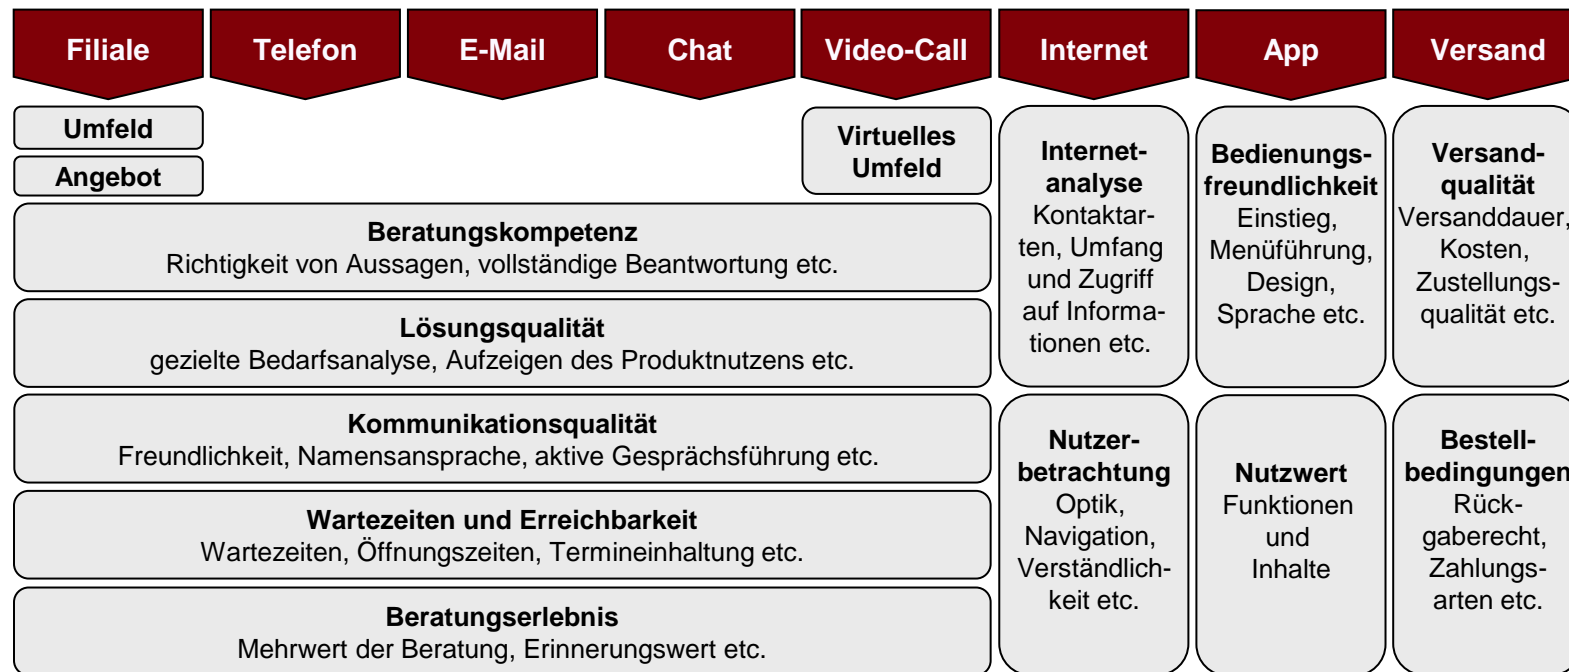 Filiale
Telefon
E-Mail
Chat
Video-Call
Internet
App
Versand
Umfeld
Angebot
Virtuelles
Umfeld
Beratungskompetenz
Richtigkeit von Aussagen, vollständige Beantwortung etc.
Lösungsqualität
gezielte Bedarfsanalyse, Aufzeigen des Produktnutzens etc.
Kommunikationsqualität
Freundlichkeit, Namensansprache, aktive Gesprächsführung etc.
Wartezeiten und Erreichbarkeit
Wartezeiten, Öffnungszeiten, Termineinhaltung etc.
Beratungserlebnis
Mehrwert der Beratung, Erinnerungswert etc.
Internet-
analyse
Kontaktar-
ten, Umfang
und Zugriff
auf Informa-
tionen etc.
Nutzer-
betrachtung
Optik,
Navigation,
Verständlich-
keit etc.
Bedienungs-
freundlichkeit
Einstieg,
Menüführung,
Design,
Sprache etc.
Nutzwert
Funktionen
und
Inhalte
Versand-
qualität
Versanddauer,
Kosten,
Zustellungs-
qualität etc.
Bestell-
bedingungen
Rück-
gaberecht,
Zahlungs-
arten etc.